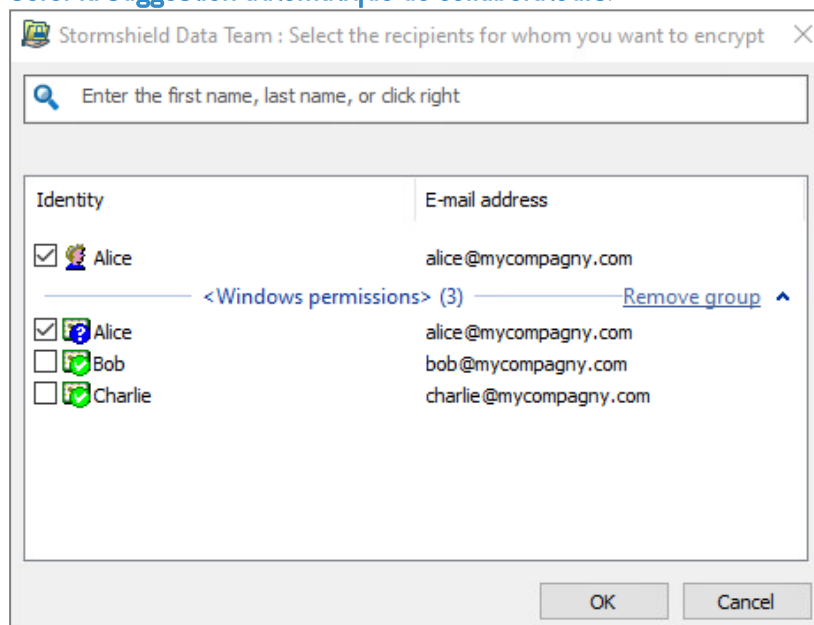 Stormshield Data Team : Select the recipients for whom you want to encrypt
Enter the first name, last name, or click right
Identity E-mail address
Alice alice@mycompagny.com
<Windows permissions> (3) Remove group
Alice alice@mycompagny.com
Bob bob@mycompagny.com
Charlie charlie@mycompagny.com
OK Cancel